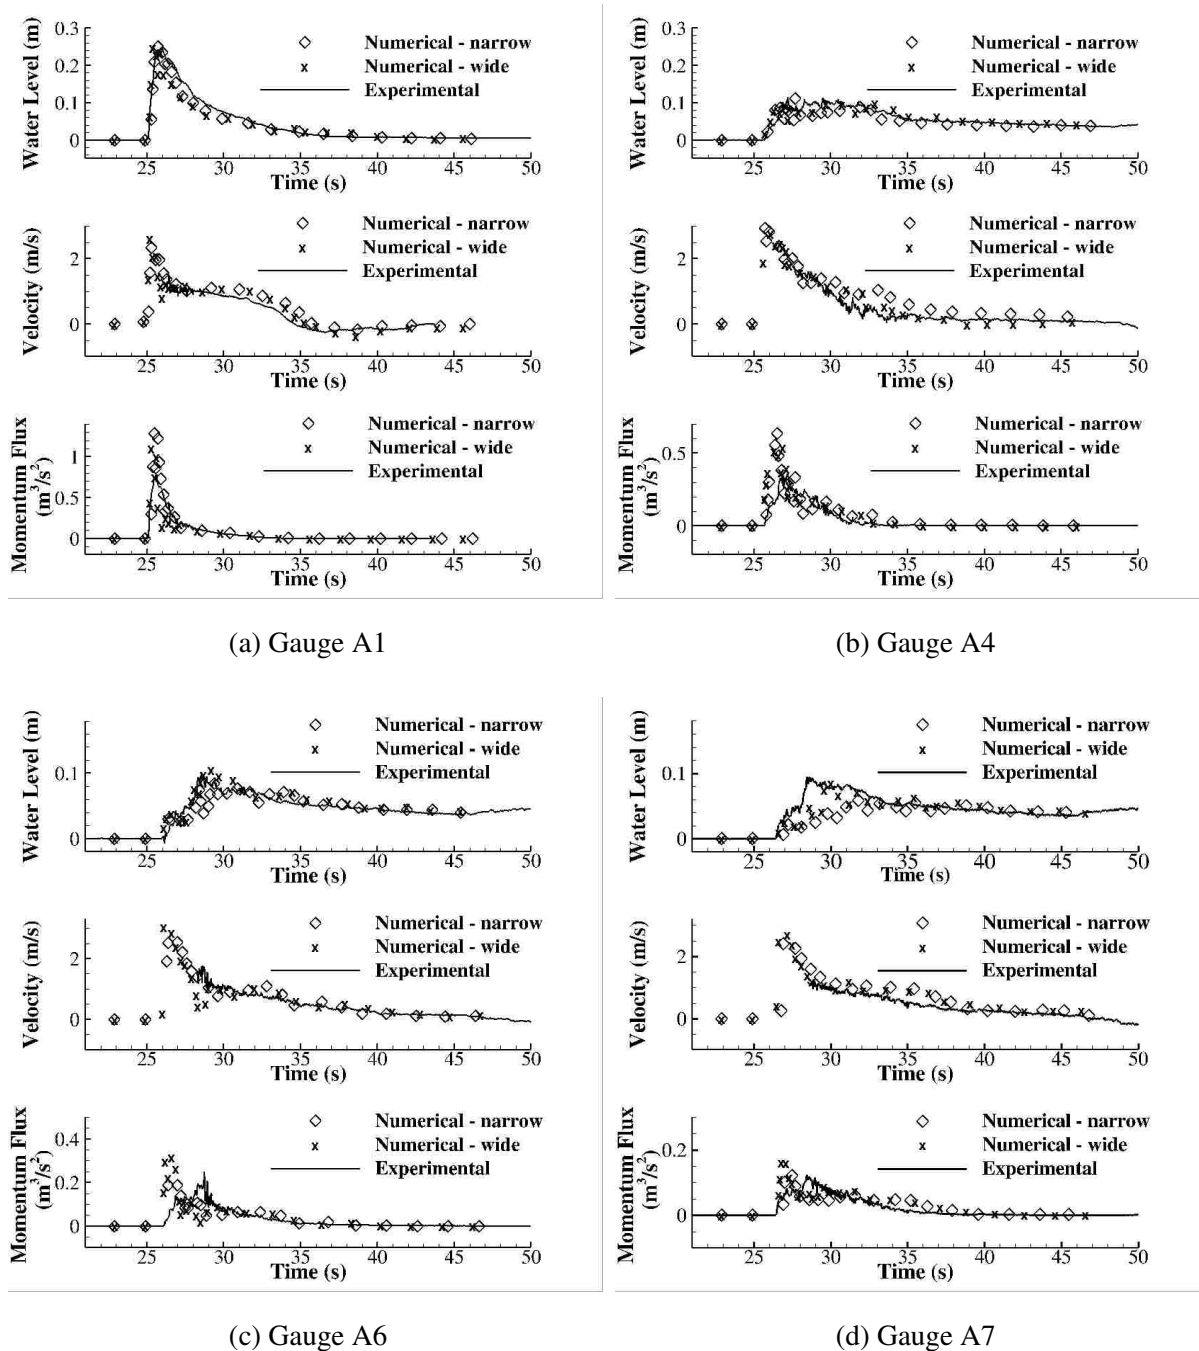 Water Level (m)
0.3
0.2
0.1
0
Numerical - narrow
Numerical - wide
Experimental
25 30 35 40 45 50
Time (s)
Velocity (m/s)
2
0
Numerical - narrow
Numerical - wide
Experimental
25 30 35 40 45 50
Time (s)
Momentum Flux
(m³/s²)
1
0.5
0
Numerical - narrow
Numerical - wide
Experimental
25 30 35 40 45 50
Time (s)
(a) Gauge A1
Water Level (m)
0.3
0.2
0.1
0
Numerical - narrow
Numerical - wide
Experimental
25 30 35 40 45 50
Time (s)
Velocity (m/s)
2
0
Numerical - narrow
Numerical - wide
Experimental
25 30 35 40 45 50
Time (s)
Momentum Flux
(m³/s²)
0.5
0
Numerical - narrow
Numerical - wide
Experimental
25 30 35 40 45 50
Time (s)
(b) Gauge A4
Water Level (m)
0.1
0
Numerical - narrow
Numerical - wide
Experimental
25 30 35 40 45 50
Time (s)
Velocity (m/s)
2
0
Numerical - narrow
Numerical - wide
Experimental
25 30 35 40 45 50
Time (s)
Momentum Flux
(m³/s²)
0.4
0.2
0
Numerical - narrow
Numerical - wide
Experimental
25 30 35 40 45 50
Time (s)
(c) Gauge A6
Water Level (m)
0.1
0
Numerical - narrow
Numerical - wide
Experimental
25 30 35 40 45 50
Time (s)
Velocity (m/s)
2
0
Numerical - narrow
Numerical - wide
Experimental
25 30 35 40 45 50
Time (s)
Momentum Flux
(m³/s²)
0.2
0
Numerical - narrow
Numerical - wide
Experimental
25 30 35 40 45 50
Time (s)
(d) Gauge A7